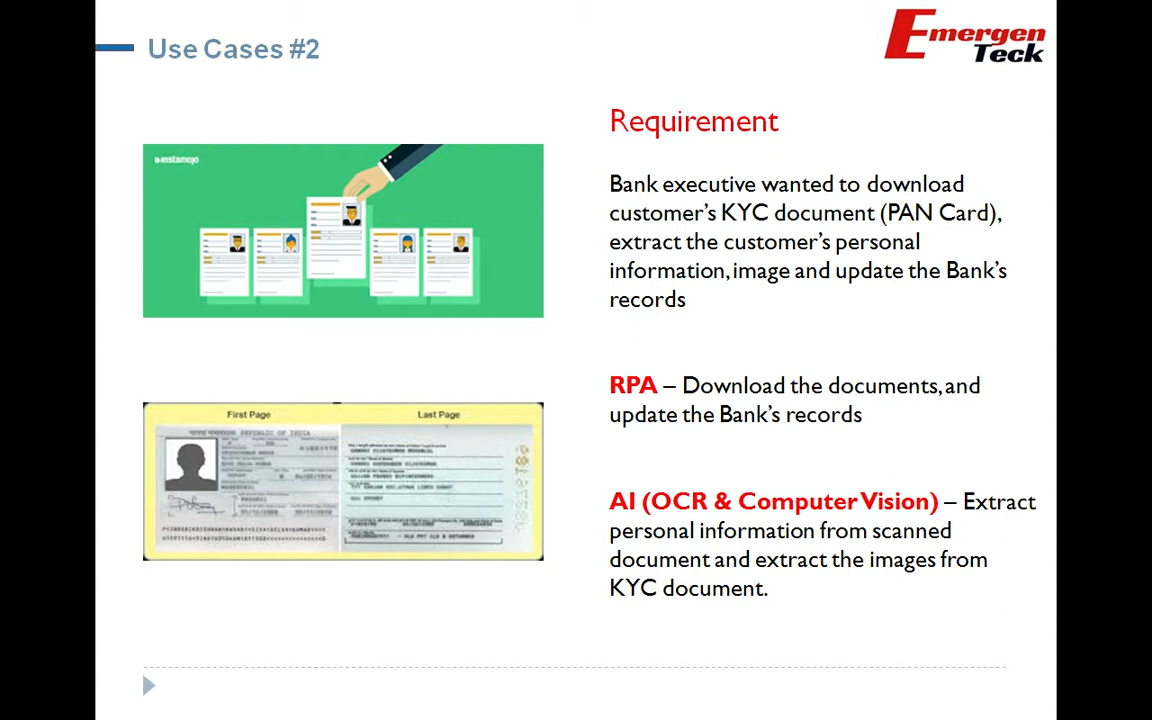 Use Cases #2
Emergen
Teck
instamojo
Requirement
Bank executive wanted to download
customer's KYC document (PAN Card),
extract the customer's personal
information, image and update the Bank's
records
First Page
Last Page
REPUBLIC OF INDIA
RPA – Download the documents, and
update the Bank's records
AI (OCR & Computer Vision) – Extract
personal information from scanned
document and extract the images from
KYC document.